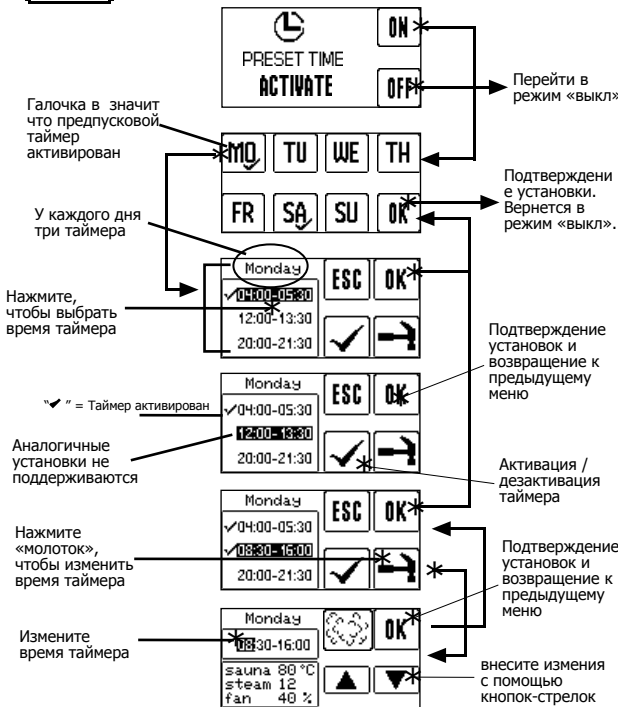 ON
PRESET TIME
ACTIVATE
OFF
Перейти в
режим «выкл»
Галочка в значит
что предпусковой
таймер
активирован
MO TU WE TH
FR SA SU OK
Подтверждени
е установки.
Вернется в
режим «выкл».
У каждого дня
три таймера
Monday
ESC OK
✓04:00-05:30
12:00-13:30
20:00-21:30
Нажмите,
чтобы выбрать
время таймера
Подтверждение
установок и
возвращение к
предыдущему
меню
Monday
ESC OK
✓04:00-05:30
12:00-13:30
20:00-21:30
"✔ " = Таймер активирован
Аналогичные
установки не
поддерживаются
Активация /
дезактивация
таймера
Monday
ESC OK
✓04:00-05:30
✓08:30-16:00
20:00-21:30
Нажмите
«молоток»,
чтобы изменить
время таймера
Подтверждение
установок и
возвращение к
предыдущему
меню
Monday
OK
08:30-16:00
sauna 80 °C
steam 12
fan 40 %
Измените
время таймера
внесите измения
с помощью
кнопок-стрелок